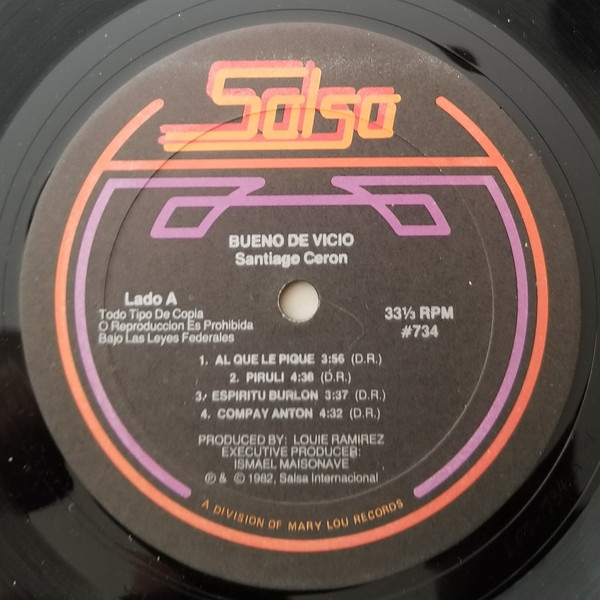 Salsa
BUENO DE VICIO
Santiago Ceron
Lado A
Todo Tipo De Copia
O Reproduccion Es Prohibida
Bajo Las Leyes Federales
33⅓ RPM
#734
1. AL QUE LE PIQUE 3:56 (D.R.)
2. PIRULI 4:36 (D.R.)
3. ESPIRITU BURLON 3:37 (D.R.)
4. COMPAY ANTON 4:32 (D.R.)
PRODUCED BY: LOUIE RAMIREZ
EXECUTIVE PRODUCER:
ISMAEL MAISONAVE
℗ & © 1982, Salsa Internacional
A DIVISION OF MARY LOU RECORDS